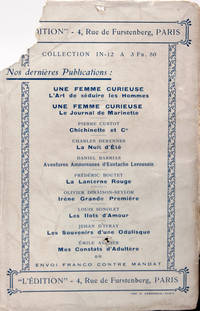 L'ÉDITION" - 4, Rue de Furstenberg, PARIS
COLLECTION IN-12 A 3 FR. 50
Nos dernières Publications :
UNE FEMME CURIEUSE
L'Art de séduire les Hommes
UNE FEMME CURIEUSE
Le Journal de Marinette
PIERRE CUSTOT
Chichinette et Cie
CHARLES DERENNES
La Nuit d'Été
DANIEL BARRIAS
Aventures Amoureuses d'Eustache Leroussin
FRÉDÉRIC BOUTET
La Lanterne Rouge
OLIVIER DIRAISON-SEYLOR
Irène Grande Première
LOUIS SONOLET
Les Ilots d'Amour
JEHAN D'IVRAY
Les Souvenirs d'une Odalisque
ÉMILE
Mes Constats d'Adultère
ENVOI FRANCO CONTRE MANDAT
"L'ÉDITION" - 4, Rue de Furstenberg, PARIS